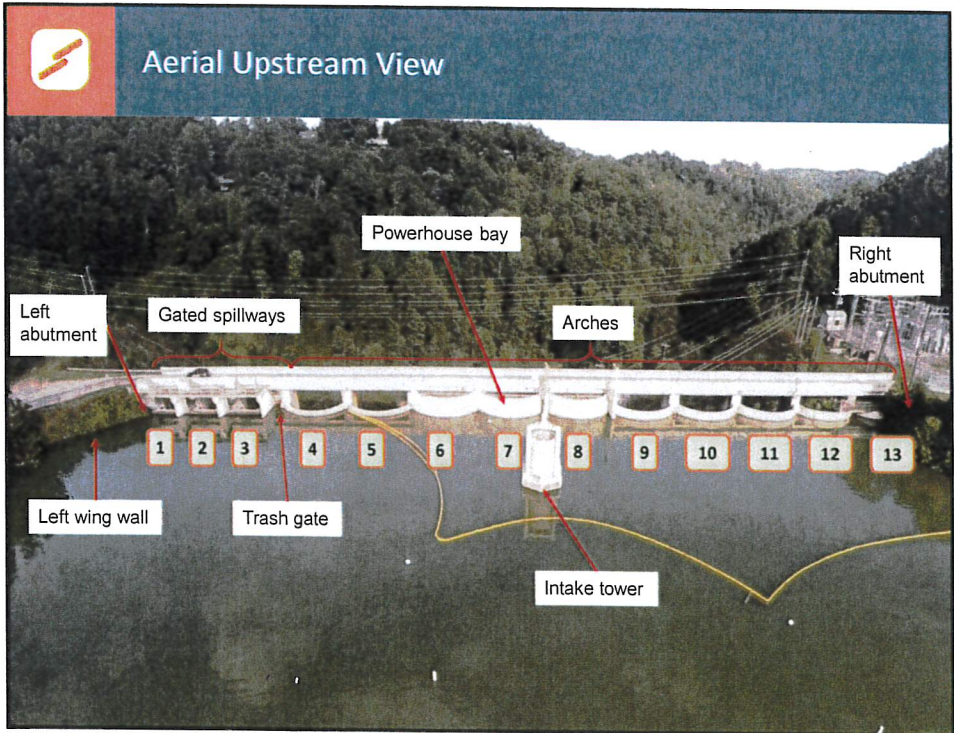 Aerial Upstream View
Powerhouse bay
Right
abutment
Left
abutment
Gated spillways
Arches
1
2
3
4
5
6
7
8
9
10
11
12
13
Left wing wall
Trash gate
Intake tower